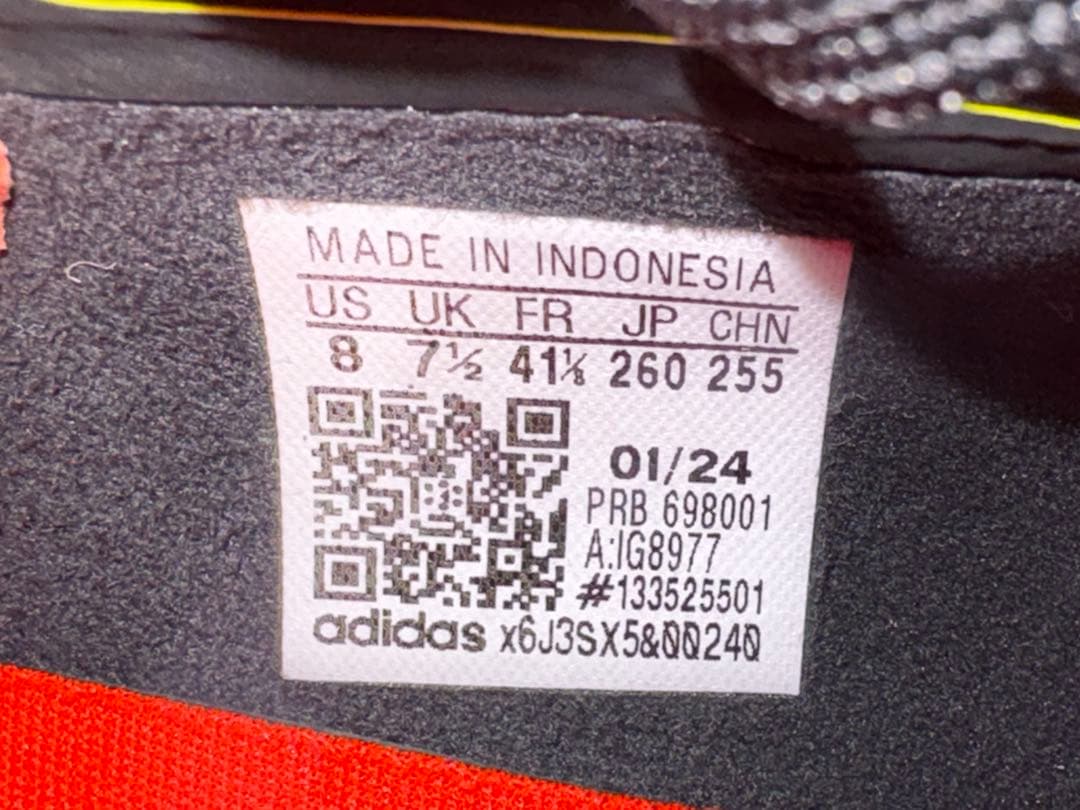 MADE IN INDONESIA
US UK FR JP CHN
8 7½ 41⅓ 260 255
01/24
PRB 698001
A:IG8977
#133525501
adidas x6J3SX5&00240